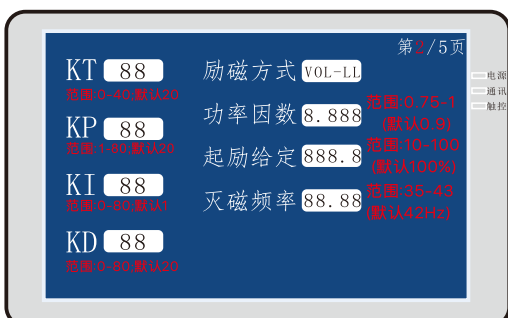 第2/5页
KT 88
范围:0-40,默认20
KP 88
范围:1-80,默认20
KI 88
范围:0-80,默认1
KD 88
范围:0-80,默认20
励磁方式 VOL-LL
功率因数 8.888
范围:0.75-1
(默认0.9)
起励给定 888.8
范围:10-100
(默认100%)
灭磁频率 88.88
范围:35-43
(默认42Hz)
电源
通讯
触控